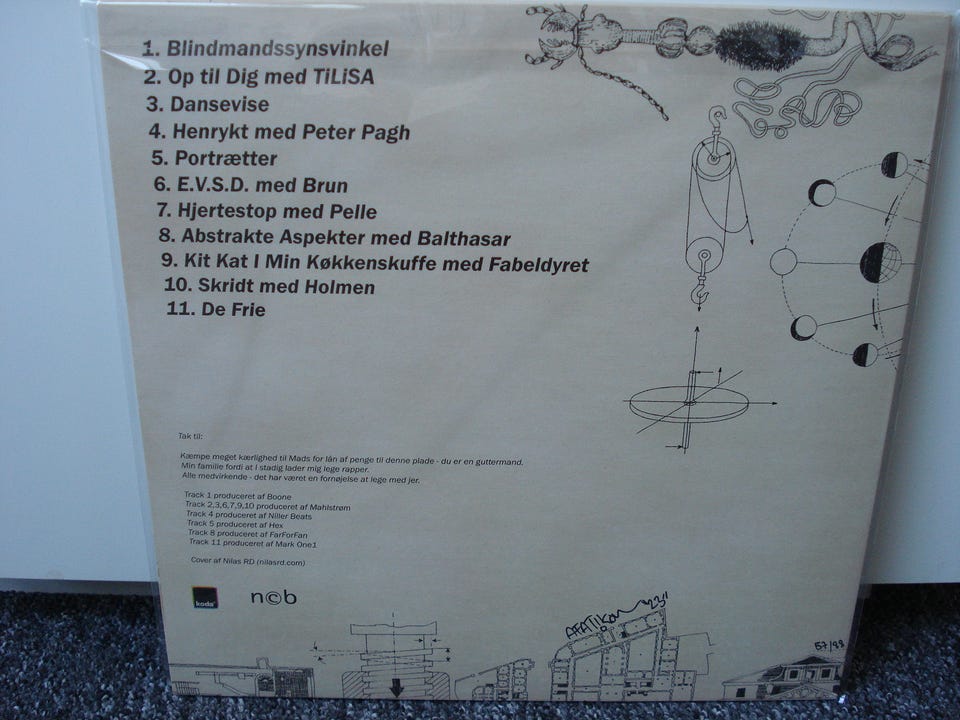 1. Blindmandssynsvinkel
2. Op til Dig med TiLiSA
3. Dansevise
4. Henrykt med Peter Pagh
5. Portrætter
6. E.V.S.D. med Brun
7. Hjertestop med Pelle
8. Abstrakte Aspekter med Balthasar
9. Kit Kat I Min Køkkenskuffe med Fabeldyret
10. Skridt med Holmen
11. De Frie
Tak til:
Kæmpe meget kærlighed til Mads for lån af penge til denne plade - du er en guttermand.
Min familie fordi at I stadig lader mig lege rapper.
Alle medvirkende - det har været en fornøjelse at lege med jer.
Track 1 produceret af Boone
Track 2,3,6,7,9,10 produceret af Mahlstrøm
Track 4 produceret af Niller Beats
Track 5 produceret af Hex
Track 8 produceret af FarForFan
Track 11 produceret af Mark One1
Cover af Nilas RD (nilasrd.com)
koda
n©b
57/99